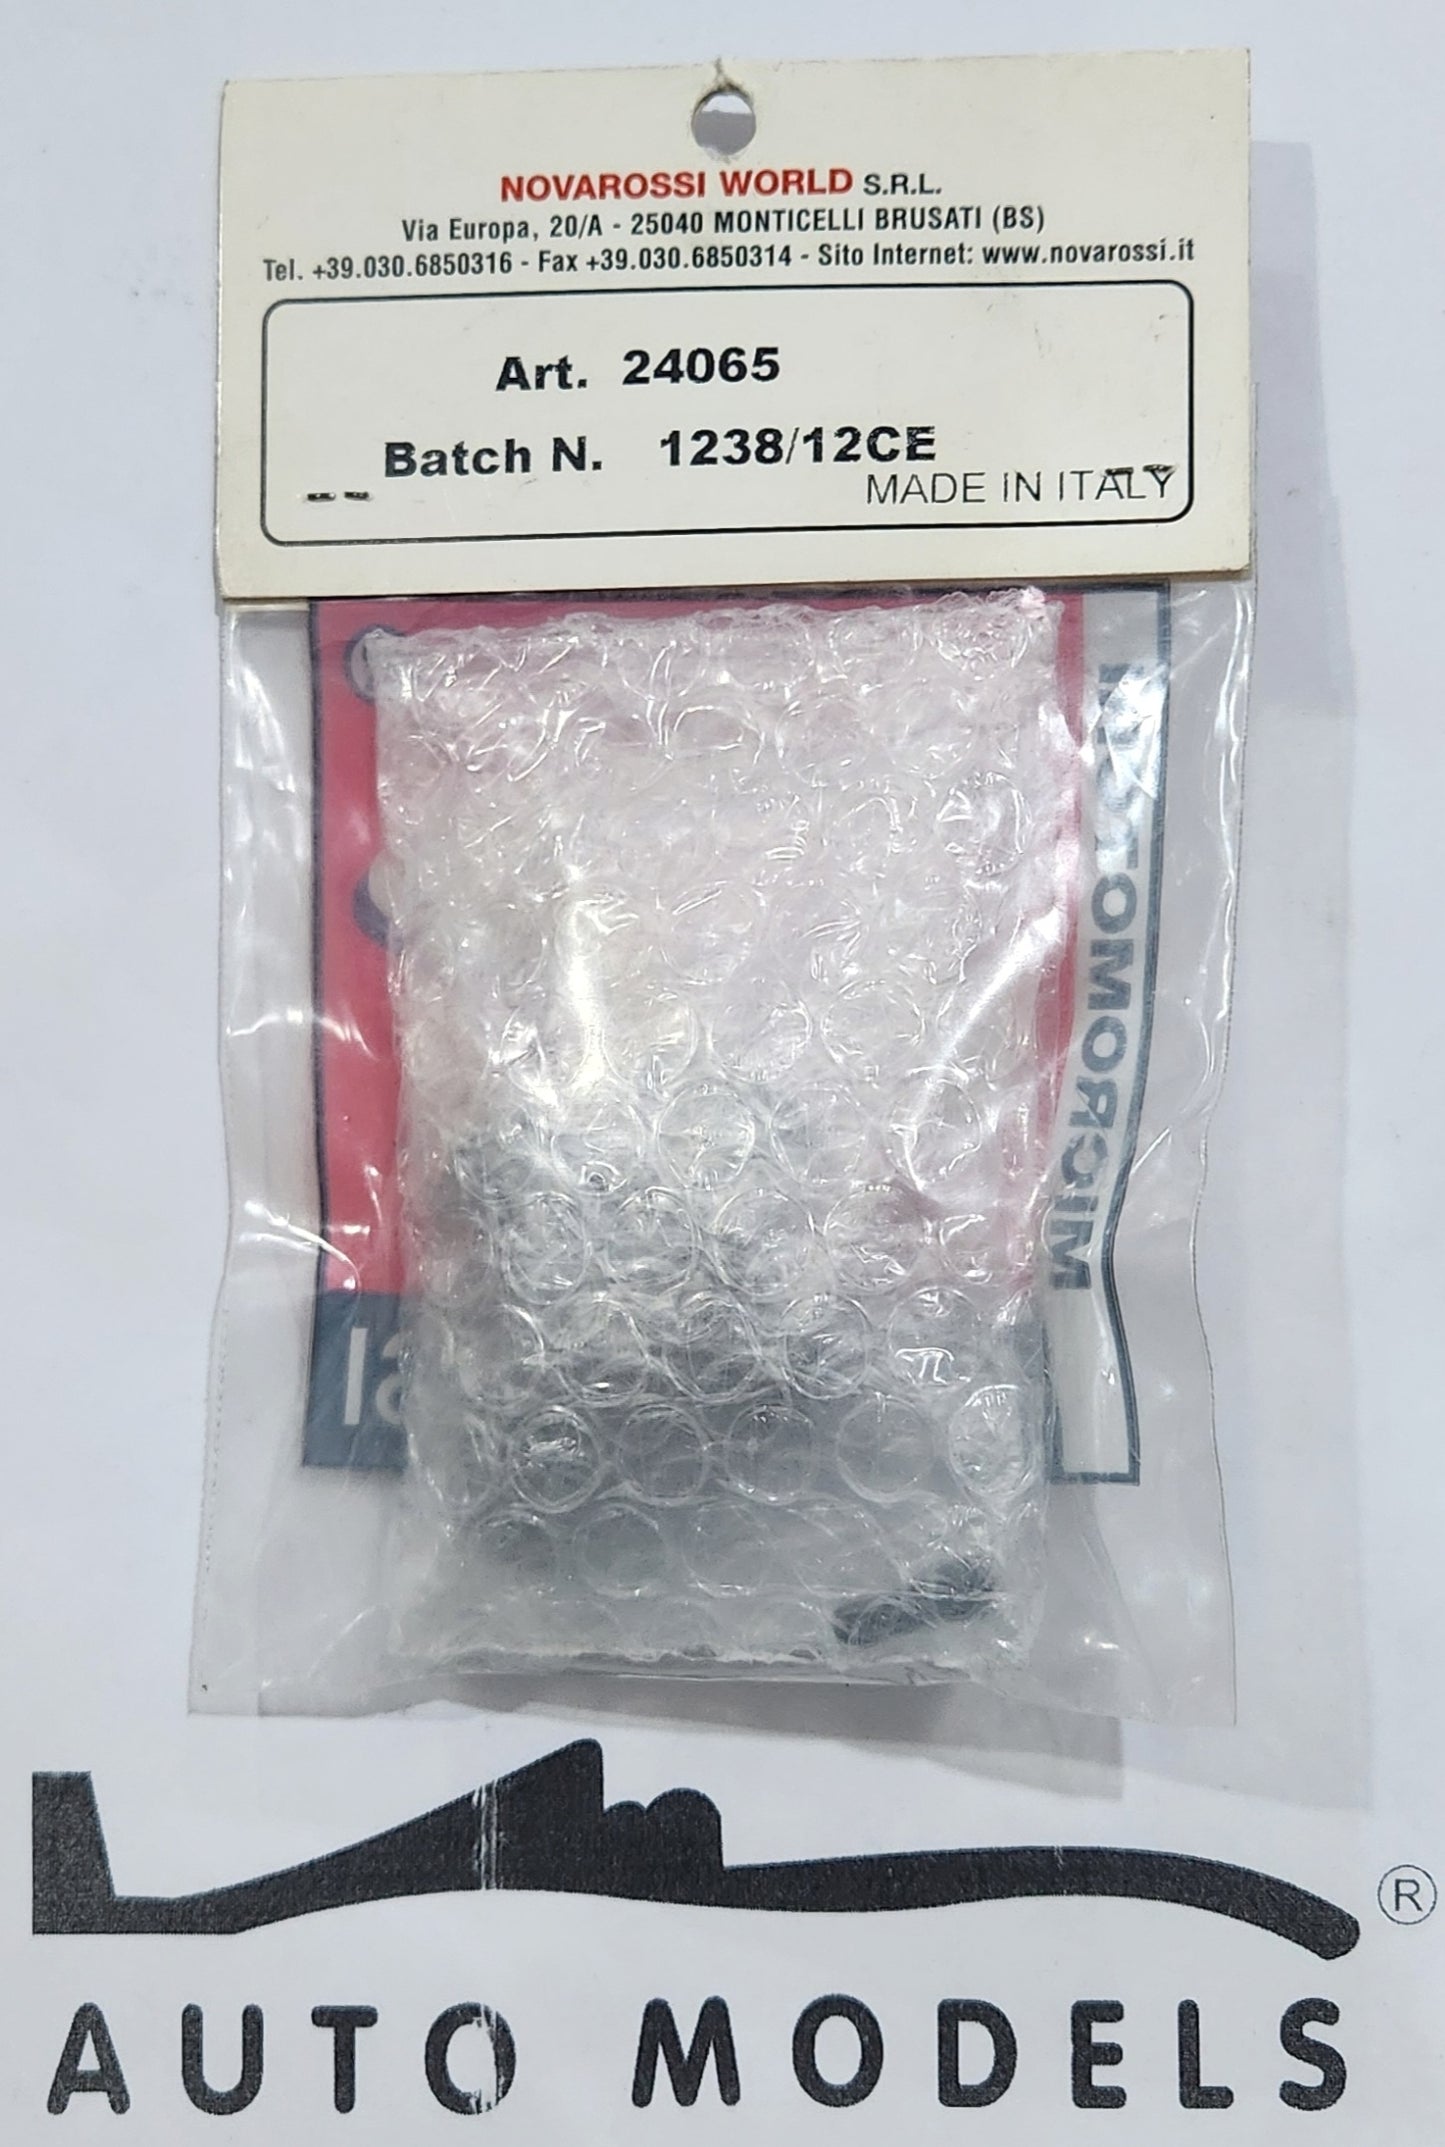 NOVAROSSI WORLD S.R.L.
Via Europa, 20/A - 25040 MONTICELLI BRUSATI (BS)
Tel. +39.030.6850316 - Fax +39.030.6850314 - Sito Internet: www.novarossi.it
Art. 24065
Batch N. 1238/12CE
-- MADE IN ITALY
AUTO MODELS
®